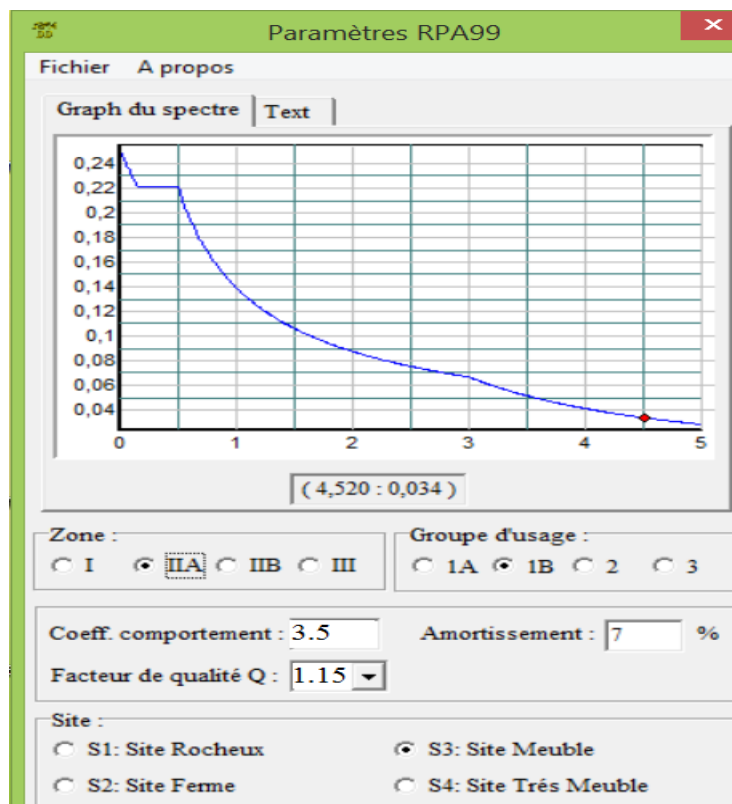 Paramètres RPA99
Fichier A propos
Graph du spectre Text
0,24
0,22
0,2
0,18
0,16
0,14
0,12
0,1
0,08
0,06
0,04
0 1 2 3 4 5
( 4,520 : 0,034 )
Zone : Groupe d'usage :
I IIA IIB III 1A 1B 2 3
Coeff. comportement : 3.5 Amortissement : 7 %
Facteur de qualité Q : 1.15
Site :
S1: Site Rocheux S3: Site Meuble
S2: Site Ferme S4: Site Trés Meuble